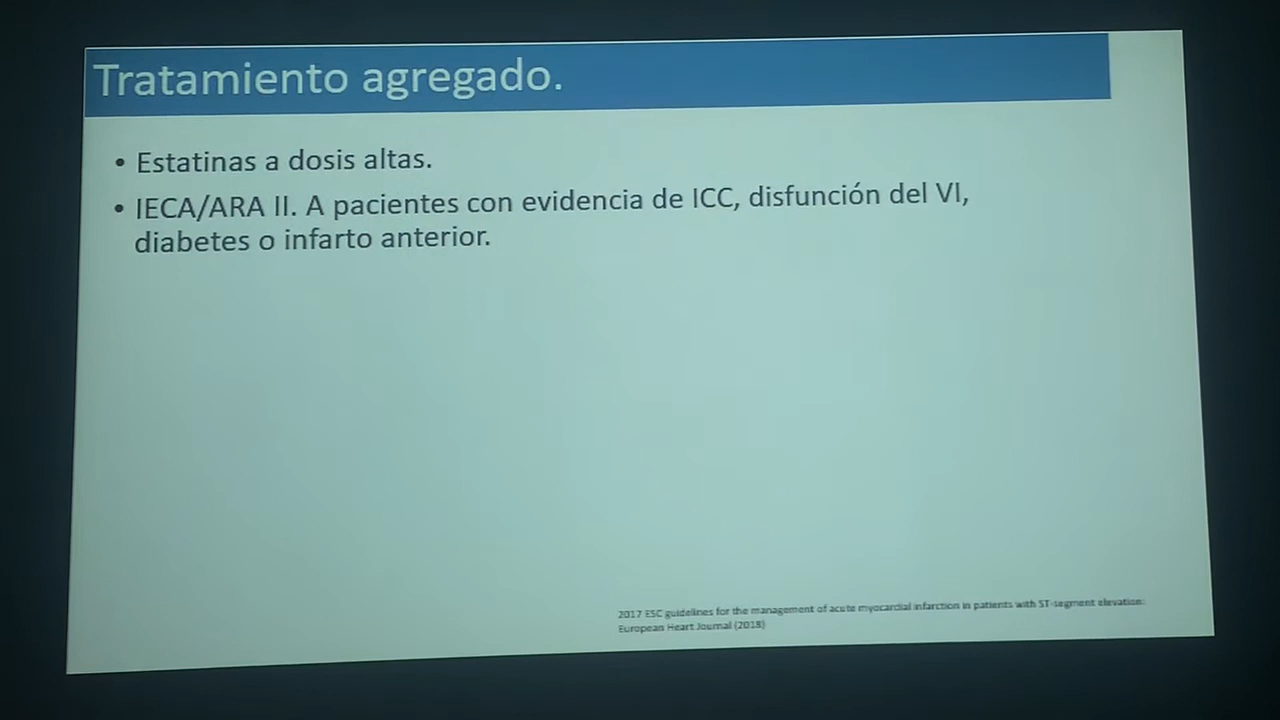 Tratamiento agregado.
• Estatinas a dosis altas.
• IECA/ARA II. A pacientes con evidencia de ICC, disfunción del VI,
diabetes o infarto anterior.
2017 ESC guidelines for the management of acute myocardial infarction in patients with ST-segment elevation:
European Heart Journal (2018)